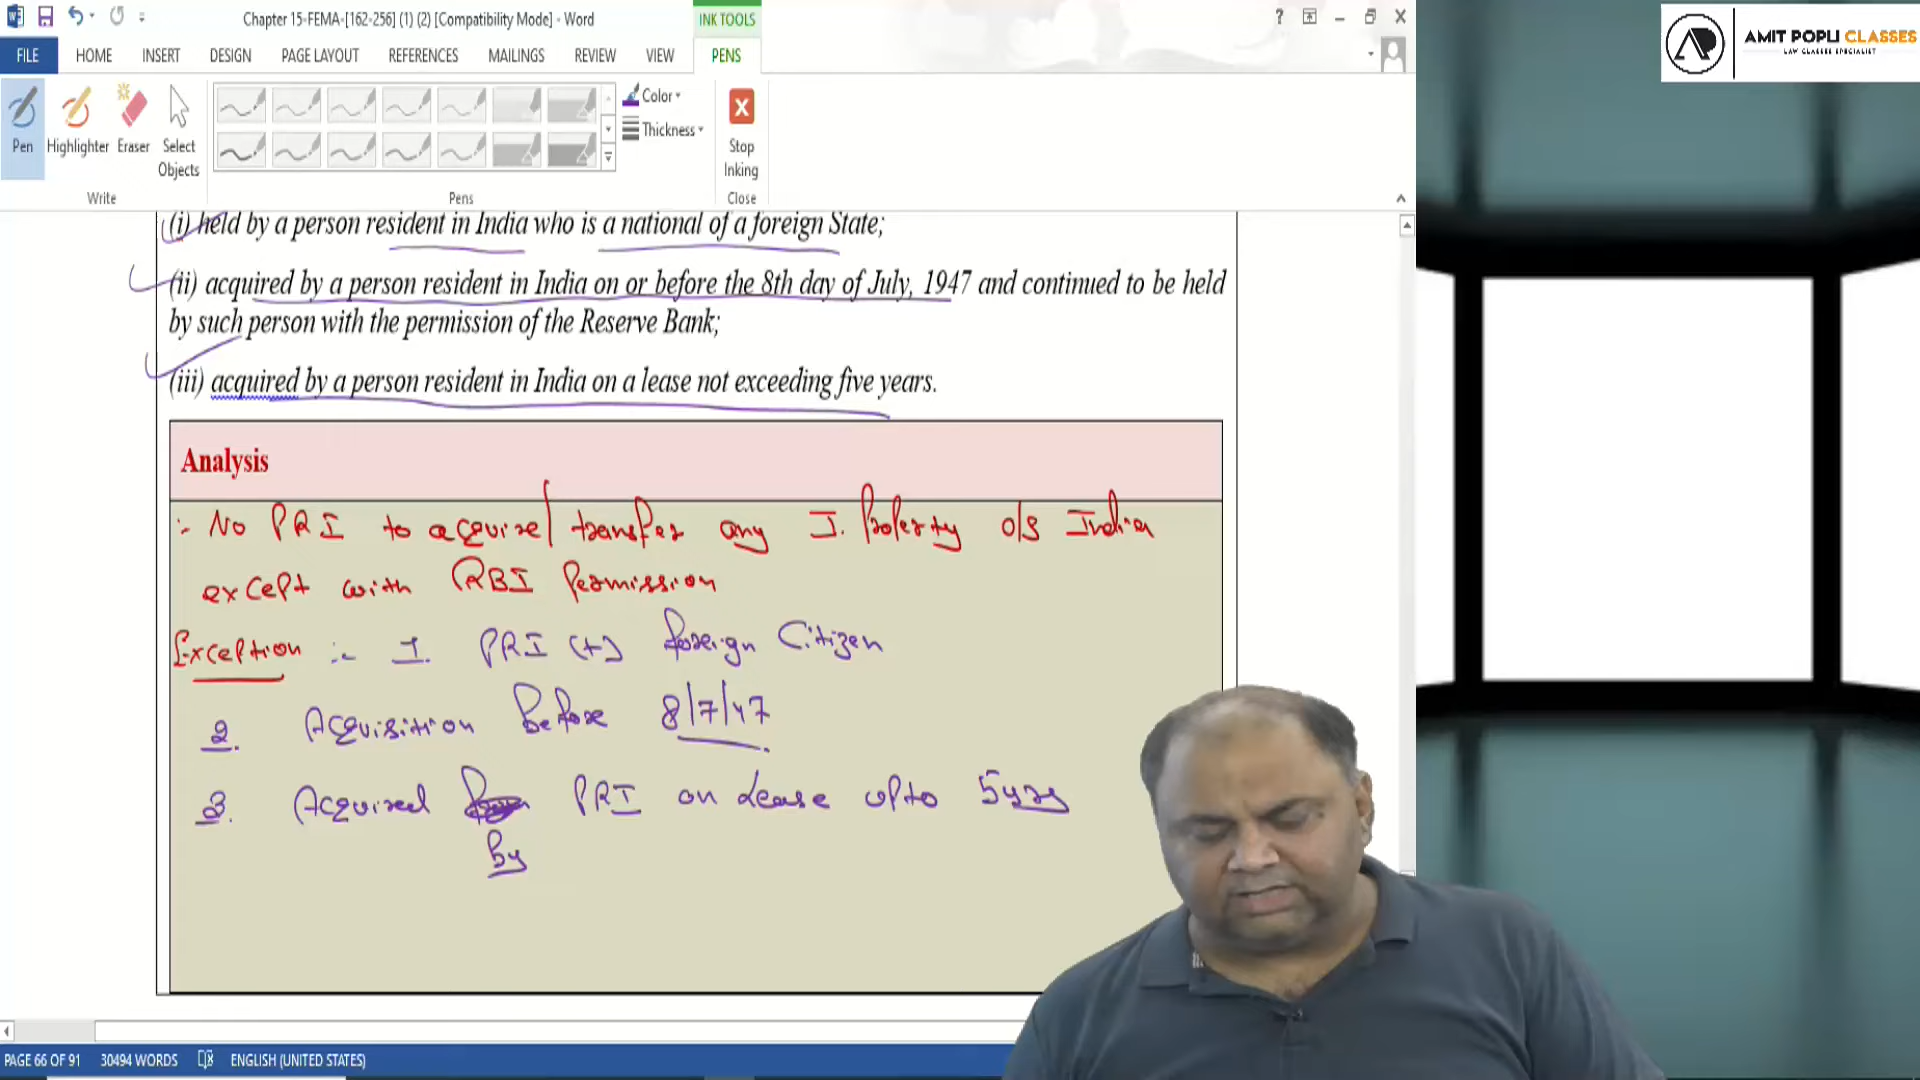 Chapter 15-FEMA-[162-256] (1) (2) [Compatibility Mode] - Word
INK TOOLS
?
FILE HOME INSERT DESIGN PAGE LAYOUT REFERENCES MAILINGS REVIEW VIEW PENS
AMIT POPLI CLASSES
LAW CLASSES SPECIALIST
Pen Highlighter Eraser Select Objects
Color
Thickness
Stop Inking
Write Pens Close
(i) held by a person resident in India who is a national of a foreign State;
(ii) acquired by a person resident in India on or before the 8th day of July, 1947 and continued to be held
by such person with the permission of the Reserve Bank;
(iii) acquired by a person resident in India on a lease not exceeding five years.
Analysis
:- No PRI to acquire/ transfer any I. Property o/s India
except with RBI Permission
Exception :- 1. PRI (+) foreign Citizen
2. Acquisition Before 8/7/47
3. Acquired PRI on Lease upto 5yrs
by
PAGE 66 OF 91 30494 WORDS ENGLISH (UNITED STATES)